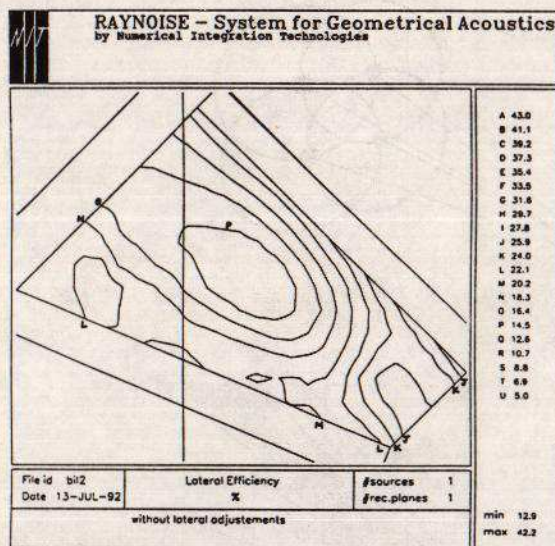 RAYNOISE - System for Geometrical Acoustics
by Numerical Integration Technologies
A 43.0
B 41.1
C 39.2
D 37.3
E 35.4
F 33.5
G 31.6
H 29.7
I 27.8
J 25.9
K 24.0
L 22.1
M 20.2
N 18.3
O 16.4
P 14.5
Q 12.6
R 10.7
S 8.8
T 6.9
U 5.0
N
P
L
M
L
K
J
K
J
File id bil2
Date 13-JUL-92
Lateral Efficiency
%
#sources 1
#rec.planes 1
without lateral adjustements
min 12.9
max 42.2